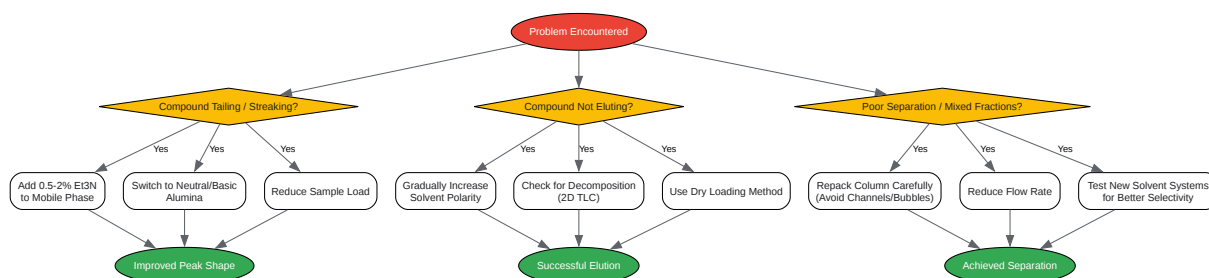 Problem Encountered
Compound Tailing / Streaking?
Compound Not Eluting?
Poor Separation / Mixed Fractions?
Yes
Yes
Yes
Yes
Yes
Yes
Yes
Yes
Yes
Add 0.5-2% Et3N
to Mobile Phase
Switch to Neutral/Basic
Alumina
Reduce Sample Load
Gradually Increase
Solvent Polarity
Check for Decomposition
(2D TLC)
Use Dry Loading Method
Repack Column Carefully
(Avoid Channels/Bubbles)
Reduce Flow Rate
Test New Solvent Systems
for Better Selectivity
Improved Peak Shape
Successful Elution
Achieved Separation